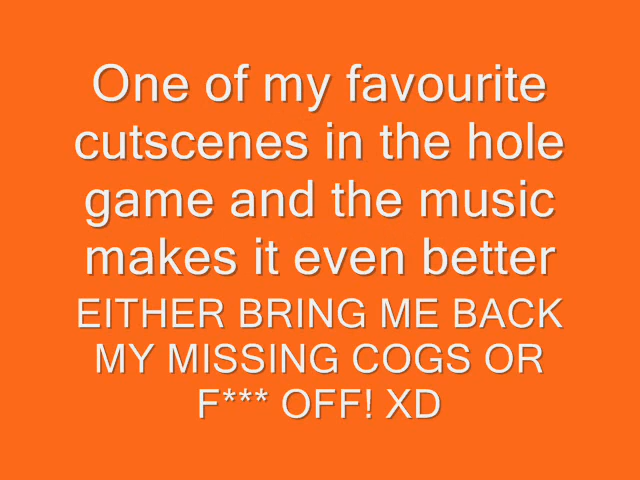 One of my favourite
cutscenes in the hole
game and the music
makes it even better
EITHER BRING ME BACK
MY MISSING COGS OR
F*** OFF! XD